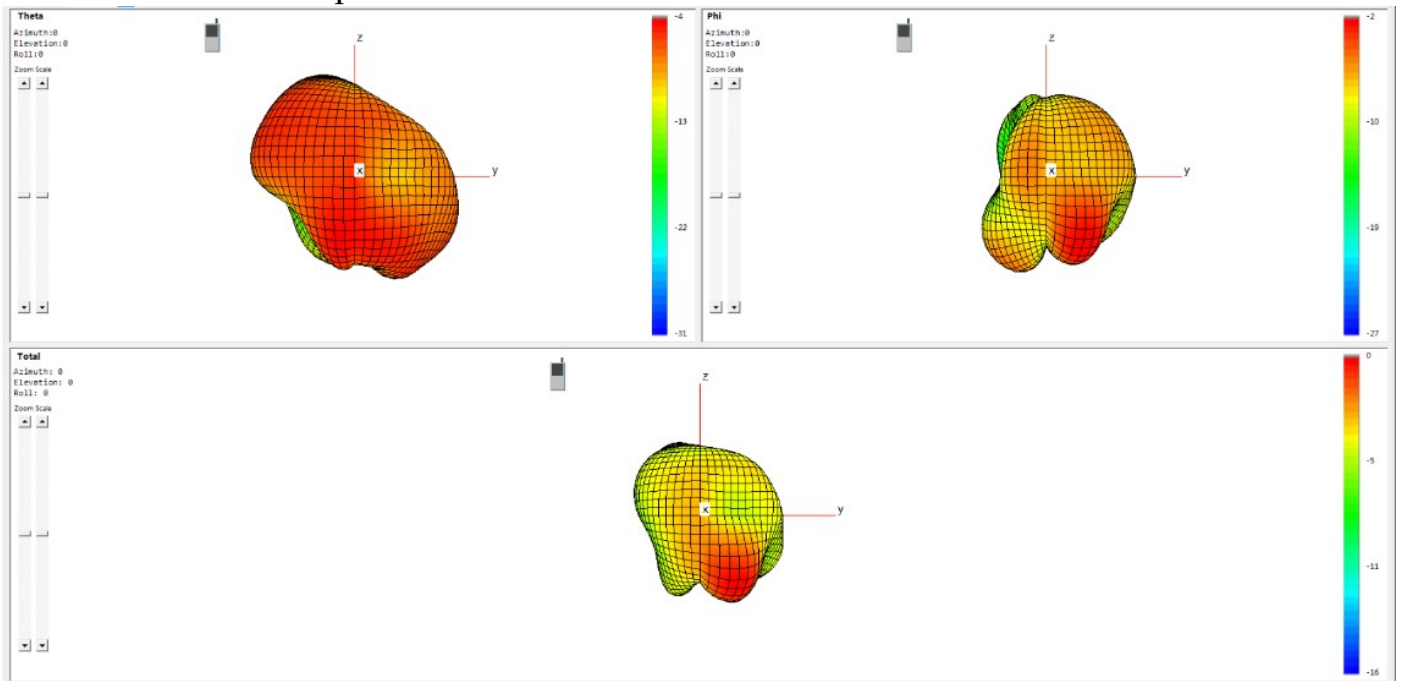 Theta
Azimuth:0
Elevation:0
Roll:0
Zoom Scale
z
x
y
-4
-13
-22
-31
Phi
Azimuth:0
Elevation:0
Roll:0
Zoom Scale
z
x
y
-2
-10
-19
-27
Total
Azimuth: 0
Elevation: 0
Roll: 0
Zoom Scale
z
x
y
0
-5
-11
-16